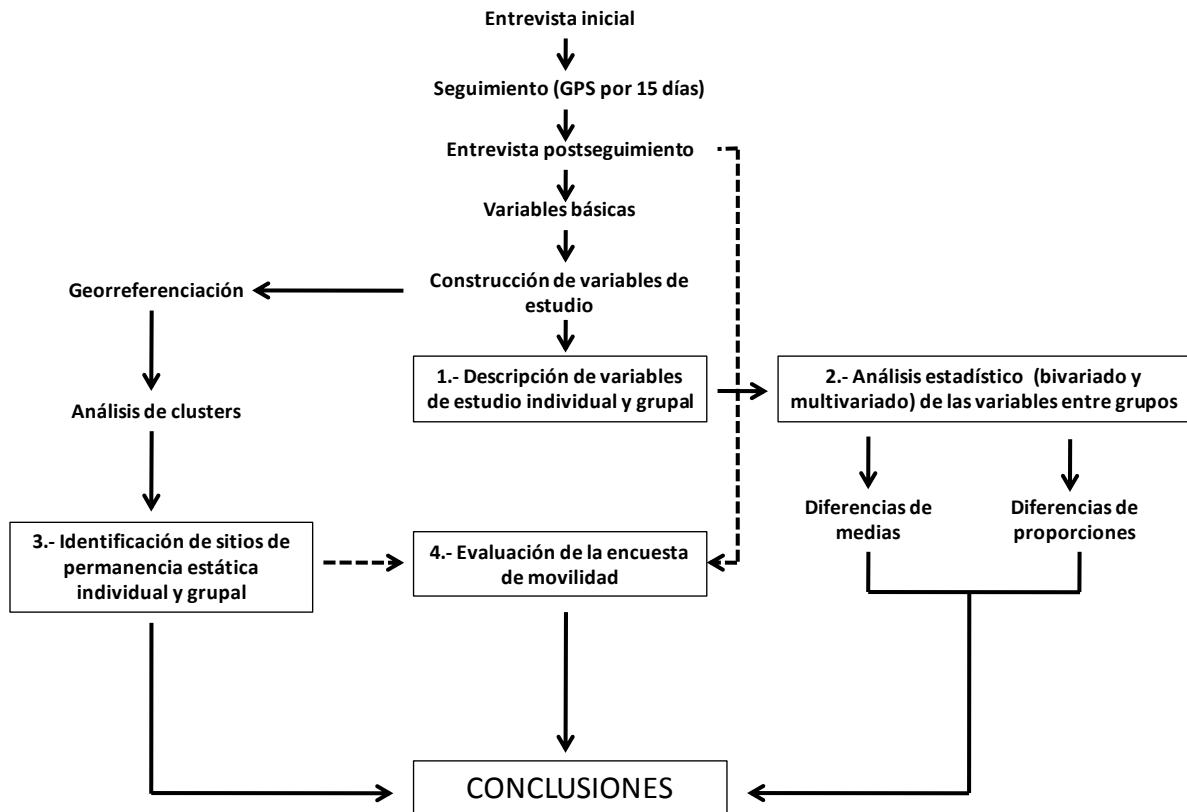 Entrevista inicial
Seguimiento (GPS por 15 días)
Entrevista postseguimiento
Variables básicas
Construcción de variables de
estudio
Georreferenciación
1.- Descripción de variables
de estudio individual y grupal
2.- Análisis estadístico (bivariado y
multivariado) de las variables entre grupos
Análisis de clusters
Diferencias de
medias
Diferencias de
proporciones
3.- Identificación de sitios de
permanencia estática
individual y grupal
4.- Evaluación de la encuesta
de movilidad
CONCLUSIONES